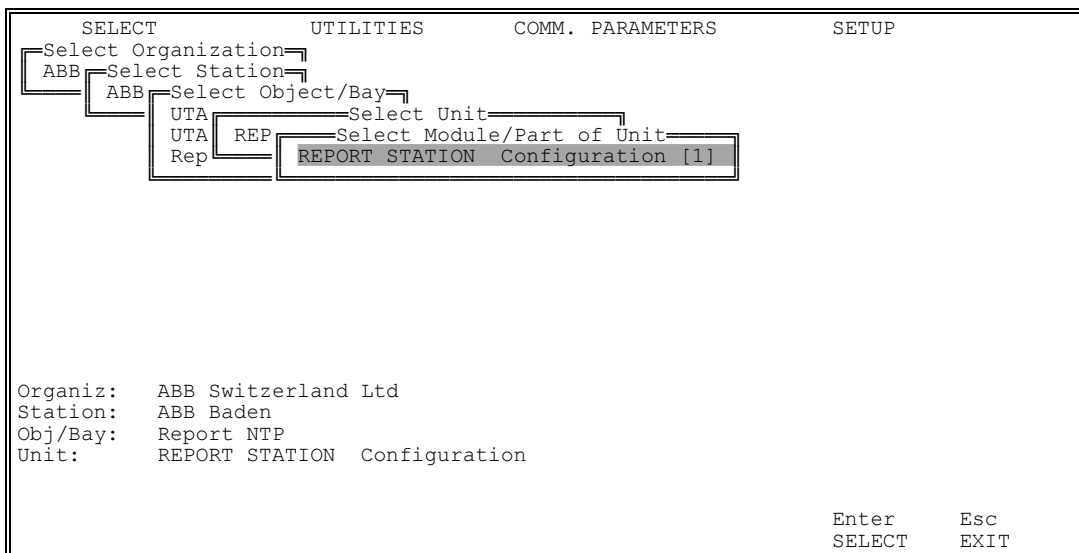 SELECT UTILITIES COMM. PARAMETERS SETUP
Select Organization
ABB Select Station
ABB Select Object/Bay
UTA Select Unit
UTA REP Select Module/Part of Unit
Rep REPORT STATION Configuration [1]
Organiz: ABB Switzerland Ltd
Station: ABB Baden
Obj/Bay: Report NTP
Unit: REPORT STATION Configuration
Enter Esc
SELECT EXIT